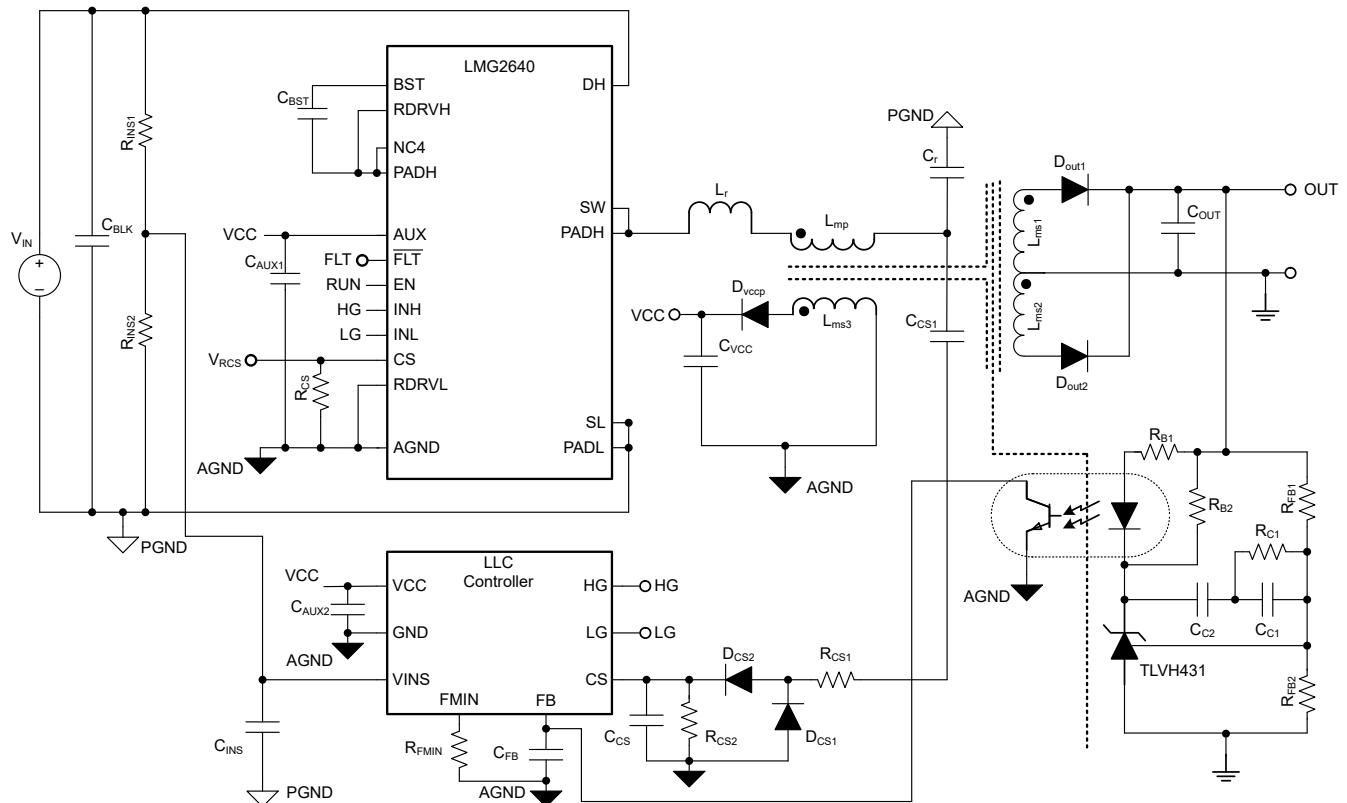 LMG2640
BST
RDRVH
NC4
PADH
AUX
FLT
EN
INH
INL
CS
RDRVL
AGND
DH
SW
PADH
SL
PADL
V_IN
C_BLK
R_INS1
R_INS2
C_BST
VCC
C_AUX1
FLT
RUN
HG
LG
V_RCS
R_CS
AGND
PGND
L_r
L_mp
PGND
C_r
C_CS1
VCC
D_vccp
L_ms3
C_VCC
AGND
D_out1
L_ms1
L_ms2
D_out2
C_OUT
OUT
R_B1
R_B2
R_FB1
R_C1
C_C2
C_C1
TLVH431
R_FB2
AGND
LLC
Controller
VCC
GND
VINS
FMIN
FB
HG
LG
CS
VCC
C_AUX2
AGND
HG
LG
C_INS
PGND
R_FMIN
C_FB
AGND
C_CS
R_CS2
D_CS2
D_CS1
R_CS1